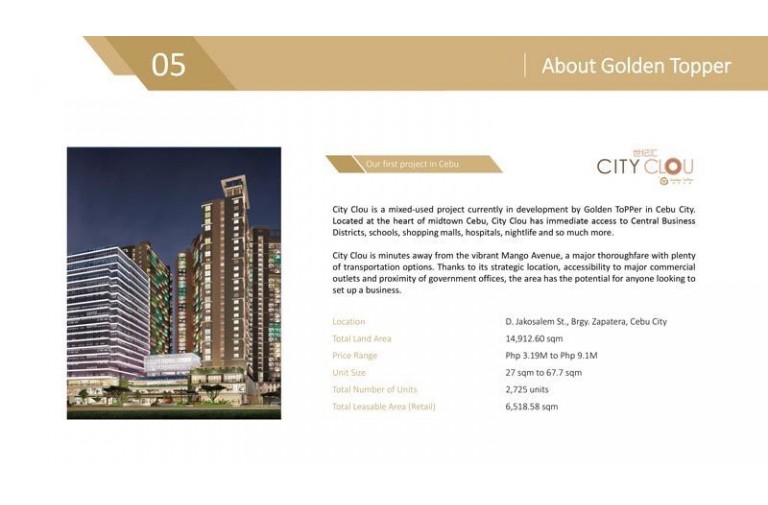 05
About Golden Topper
Our first project in Cebu
世纪汇
CITY CLOU
City Clou is a mixed-used project currently in development by Golden ToPPer in Cebu City.
Located at the heart of midtown Cebu, City Clou has immediate access to Central Business
Districts, schools, shopping malls, hospitals, nightlife and so much more.
City Clou is minutes away from the vibrant Mango Avenue, a major thoroughfare with plenty
of transportation options. Thanks to its strategic location, accessibility to major commercial
outlets and proximity of government offices, the area has the potential for anyone looking to
set up a business.
Location D. Jakosalem St., Brgy. Zapatera, Cebu City
Total Land Area 14,912.60 sqm
Price Range Php 3.19M to Php 9.1M
Unit Size 27 sqm to 67.7 sqm
Total Number of Units 2,725 units
Total Leasable Area (Retail) 6,518.58 sqm